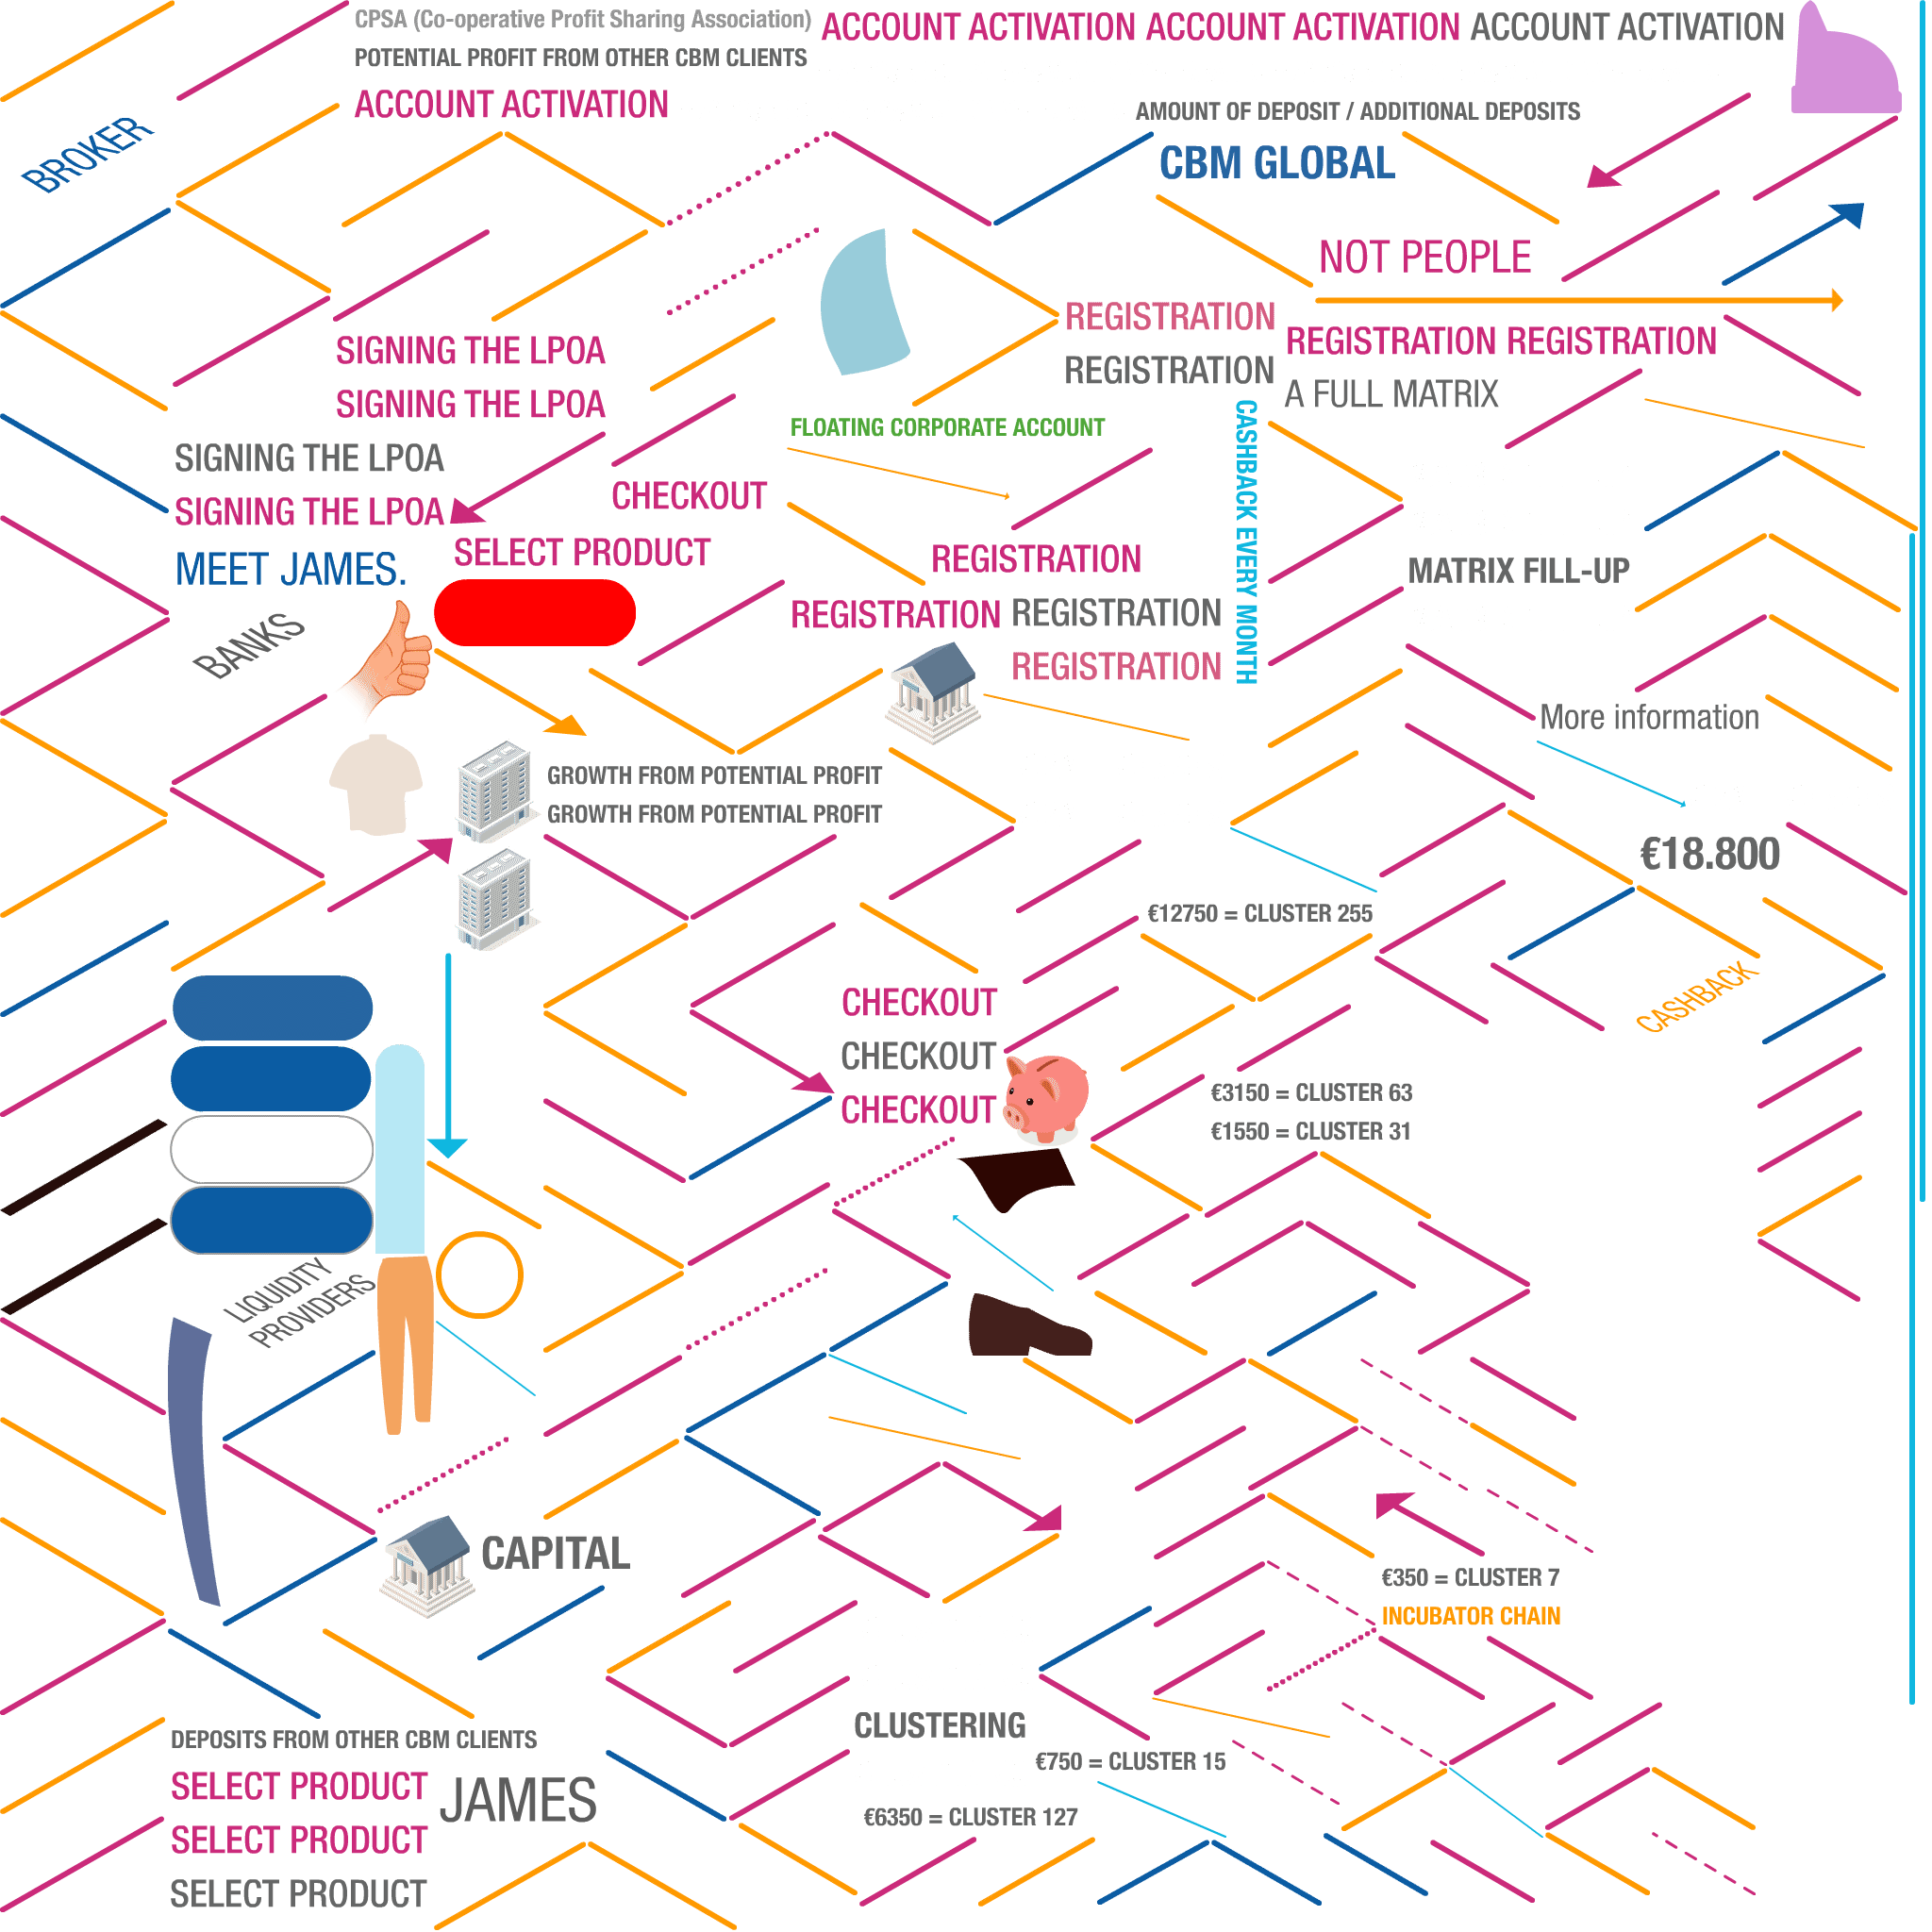 CPSA (Co-operative Profit Sharing Association)
ACCOUNT ACTIVATION ACCOUNT ACTIVATION ACCOUNT ACTIVATION
POTENTIAL PROFIT FROM OTHER CBM CLIENTS
ACCOUNT ACTIVATION
AMOUNT OF DEPOSIT / ADDITIONAL DEPOSITS
BROKER
CBM GLOBAL
NOT PEOPLE
REGISTRATION
REGISTRATION REGISTRATION
SIGNING THE LPOA
REGISTRATION
A FULL MATRIX
SIGNING THE LPOA
FLOATING CORPORATE ACCOUNT
CASHBACK EVERY MONTH
SIGNING THE LPOA
CHECKOUT
SIGNING THE LPOA
SELECT PRODUCT
REGISTRATION
MEET JAMES.
MATRIX FILL-UP
REGISTRATION REGISTRATION
BANKS
REGISTRATION
More information
GROWTH FROM POTENTIAL PROFIT
GROWTH FROM POTENTIAL PROFIT
€18.800
€12750 = CLUSTER 255
CHECKOUT
CASHBACK
CHECKOUT
€3150 = CLUSTER 63
CHECKOUT
€1550 = CLUSTER 31
LIQUIDITY
PROVIDERS
CAPITAL
€350 = CLUSTER 7
INCUBATOR CHAIN
CLUSTERING
DEPOSITS FROM OTHER CBM CLIENTS
€750 = CLUSTER 15
SELECT PRODUCT
JAMES
€6350 = CLUSTER 127
SELECT PRODUCT
SELECT PRODUCT